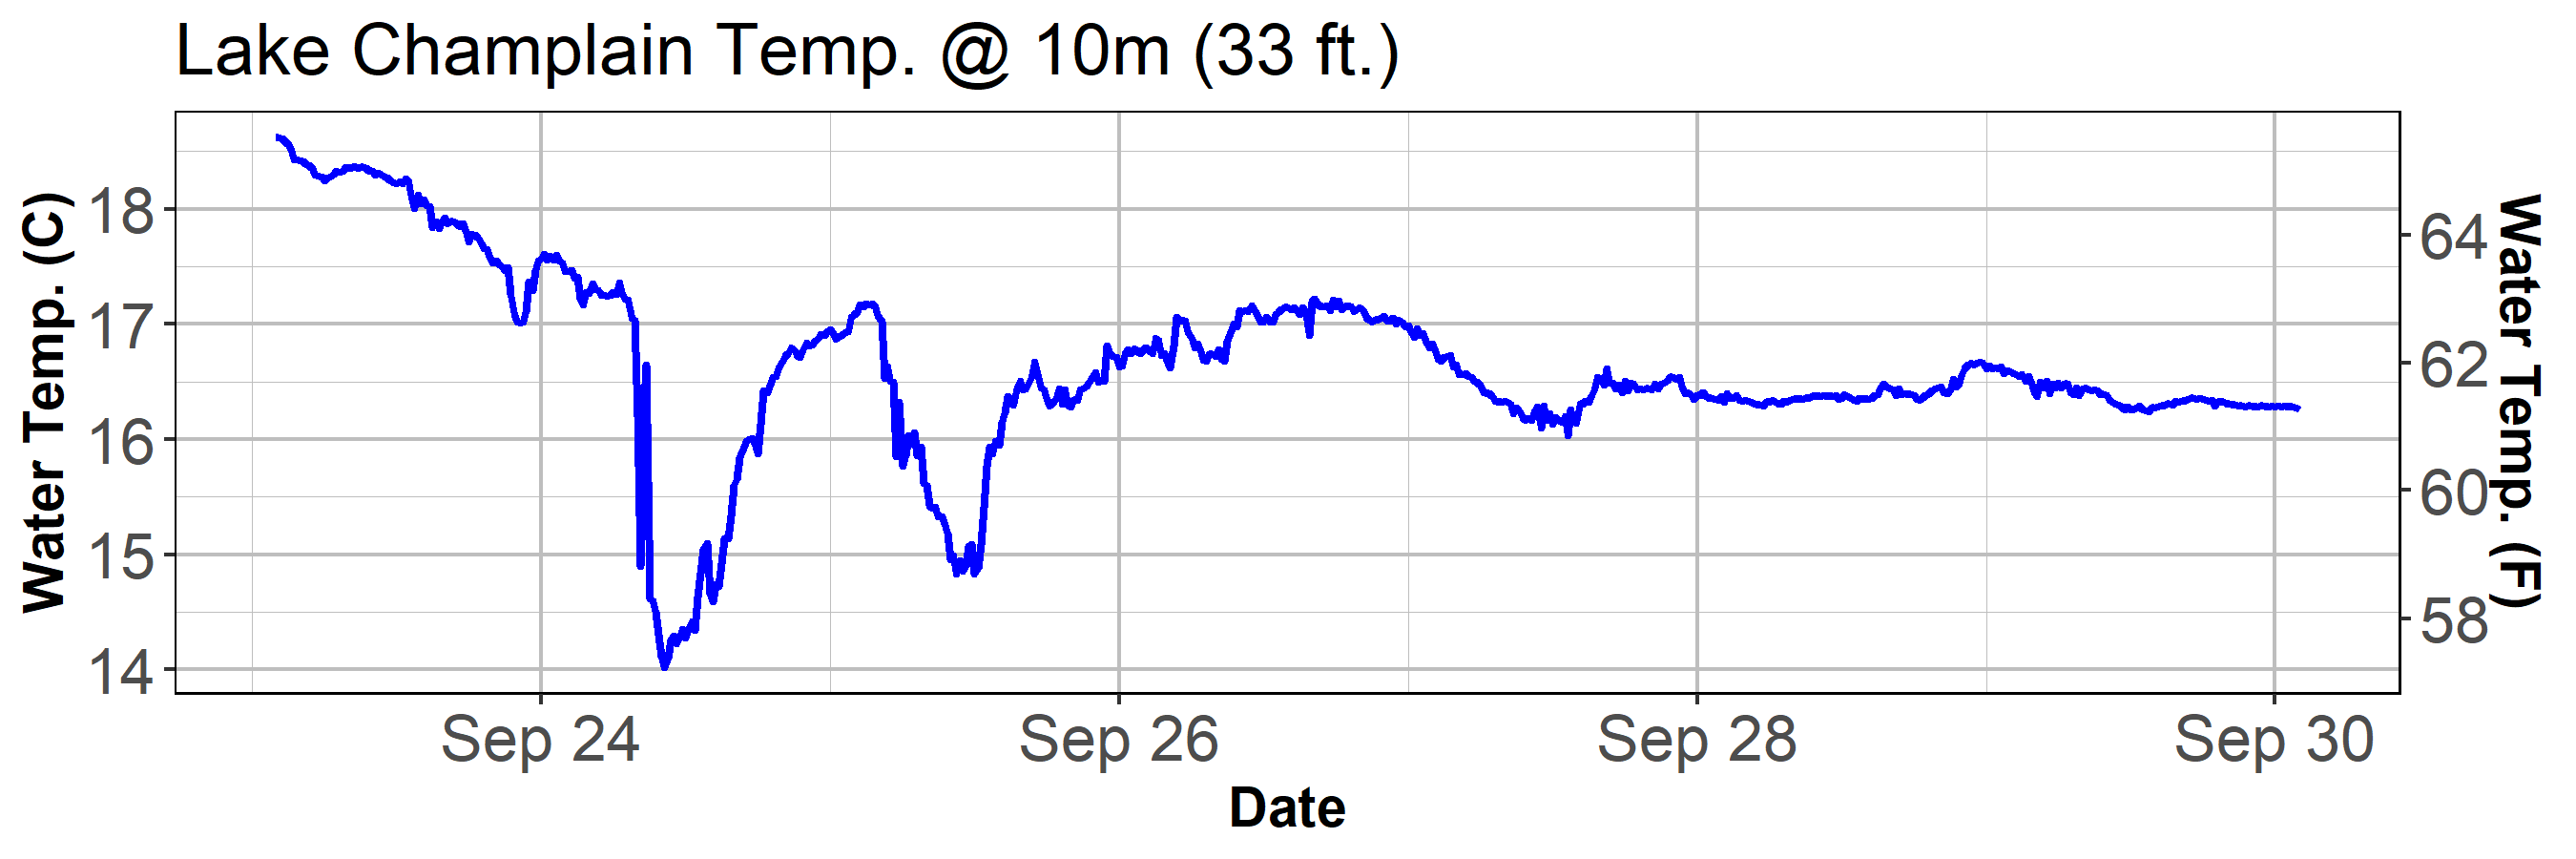 Lake Champlain Temp. @ 10m (33 ft.)
Water Temp. (C)
18
17
16
15
14
64
62
60
58
Water Temp. (F)
Sep 24
Sep 26
Sep 28
Sep 30
Date